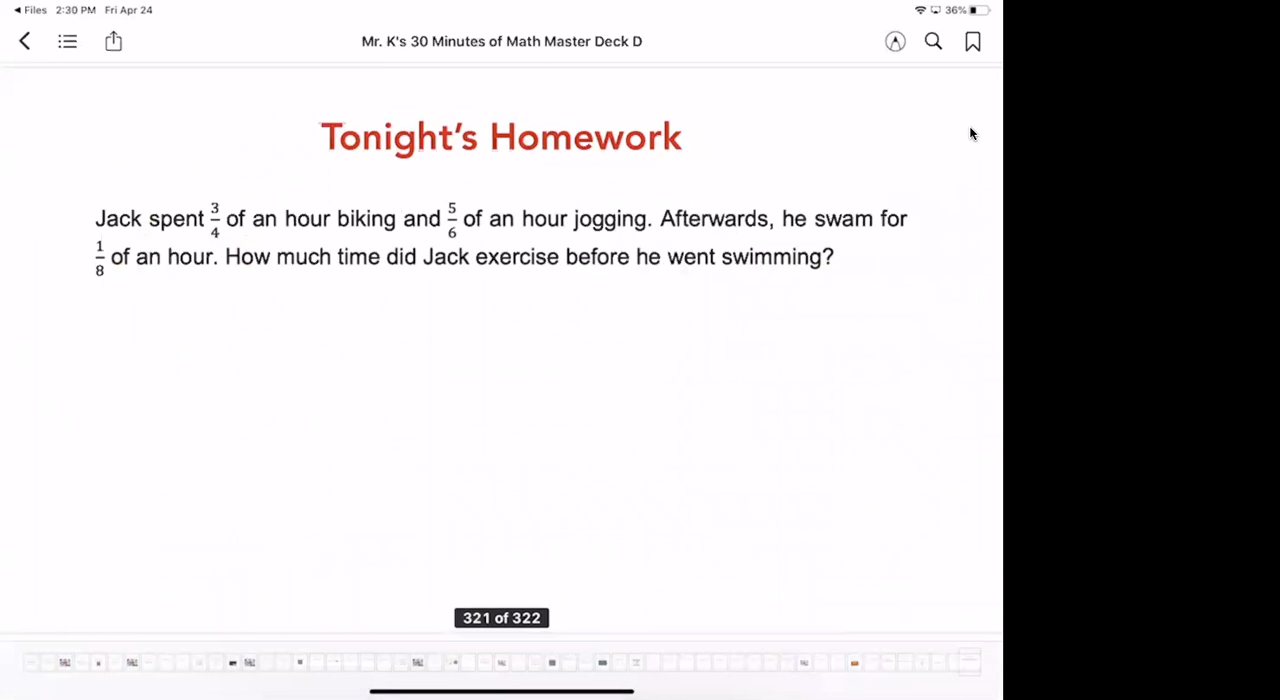 Files 2:30 PM Fri Apr 24 36%
Mr. K's 30 Minutes of Math Master Deck D
Tonight's Homework
Jack spent 3/4 of an hour biking and 5/6 of an hour jogging. Afterwards, he swam for
1/8 of an hour. How much time did Jack exercise before he went swimming?
321 of 322